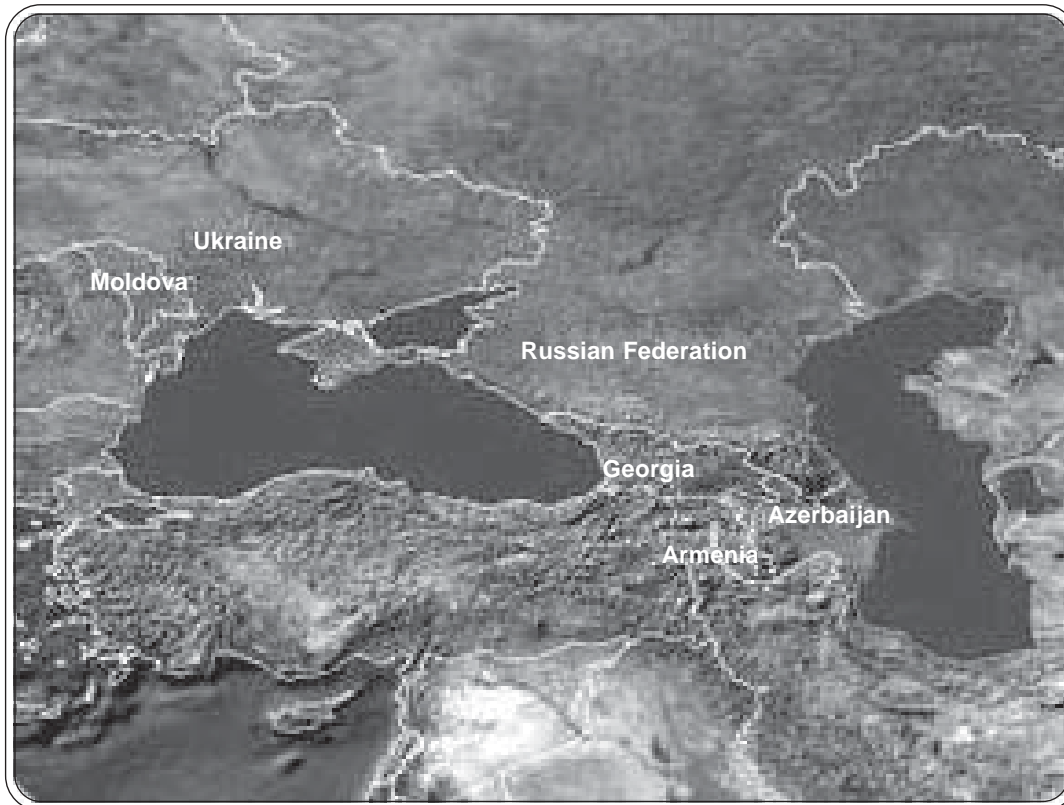 Ukraine
Moldova
Russian Federation
Georgia
Azerbaijan
Armenia